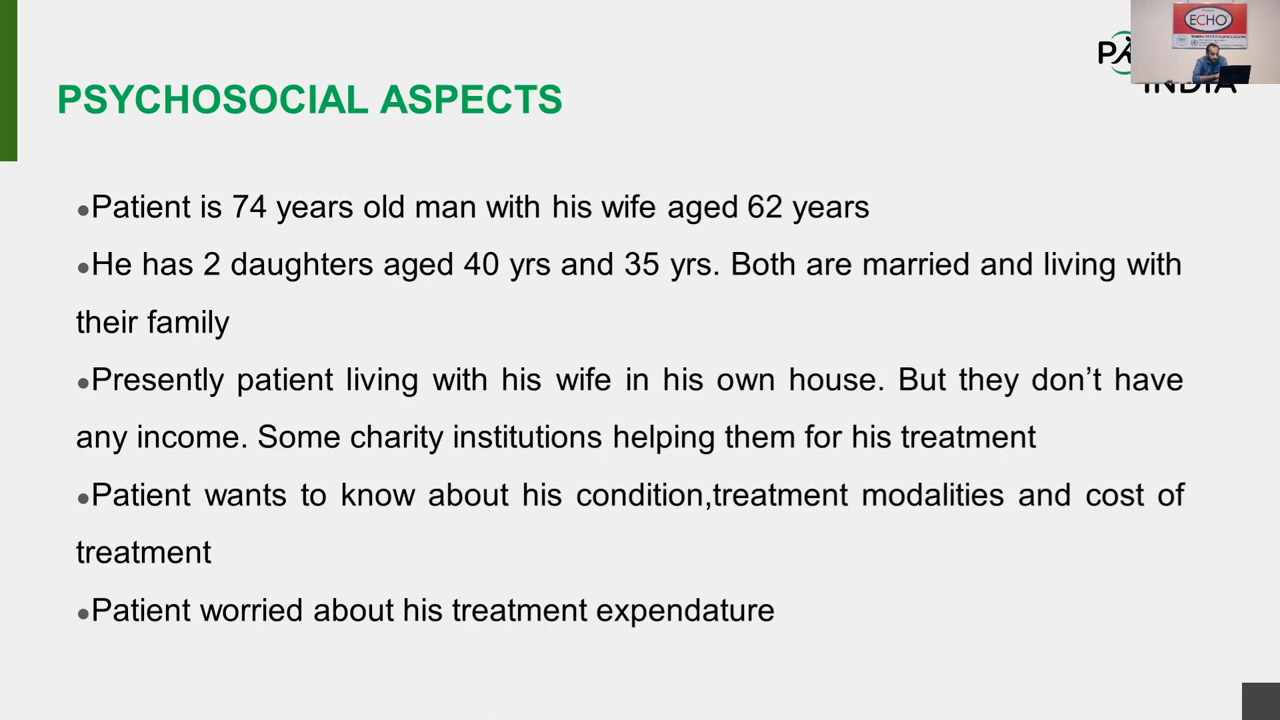 ECHO
PSYCHOSOCIAL ASPECTS
INDIA
●Patient is 74 years old man with his wife aged 62 years
●He has 2 daughters aged 40 yrs and 35 yrs. Both are married and living with
their family
●Presently patient living with his wife in his own house. But they don’t have
any income. Some charity institutions helping them for his treatment
●Patient wants to know about his condition,treatment modalities and cost of
treatment
●Patient worried about his treatment expendature